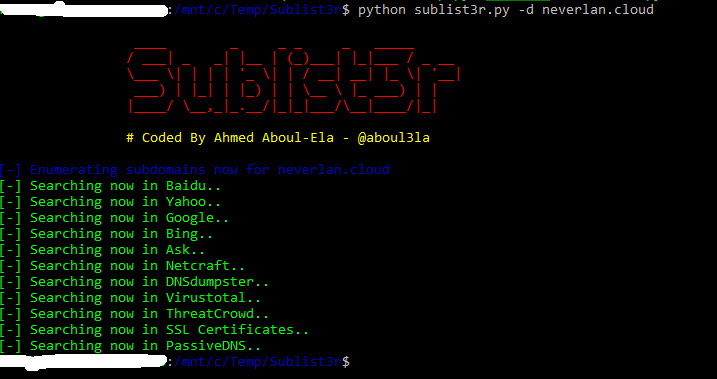 :/mnt/c/Temp/Sublist3r$ python sublist3r.py -d neverlan.cloud
Sublist3r
# Coded By Ahmed Aboul-Ela - @aboul3la
[-] Enumerating subdomains now for neverlan.cloud
[-] Searching now in Baidu..
[-] Searching now in Yahoo..
[-] Searching now in Google..
[-] Searching now in Bing..
[-] Searching now in Ask..
[-] Searching now in Netcraft..
[-] Searching now in DNSdumpster..
[-] Searching now in Virustotal..
[-] Searching now in ThreatCrowd..
[-] Searching now in SSL Certificates..
[-] Searching now in PassiveDNS..
:/mnt/c/Temp/Sublist3r$